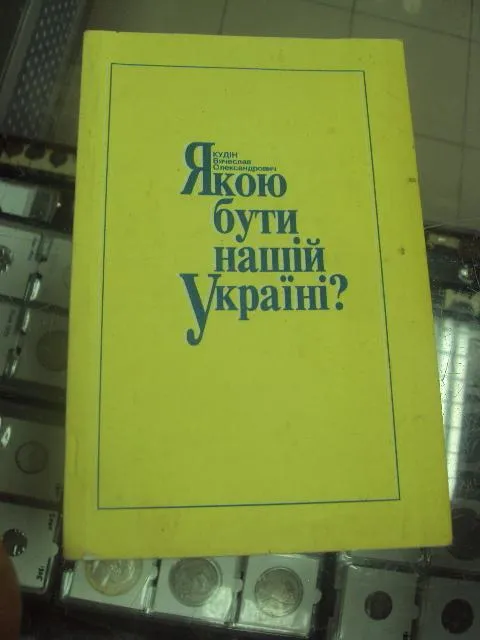 КУДІН
Вячеслав
Олександрович
Якою
бути
нашій
Україні?